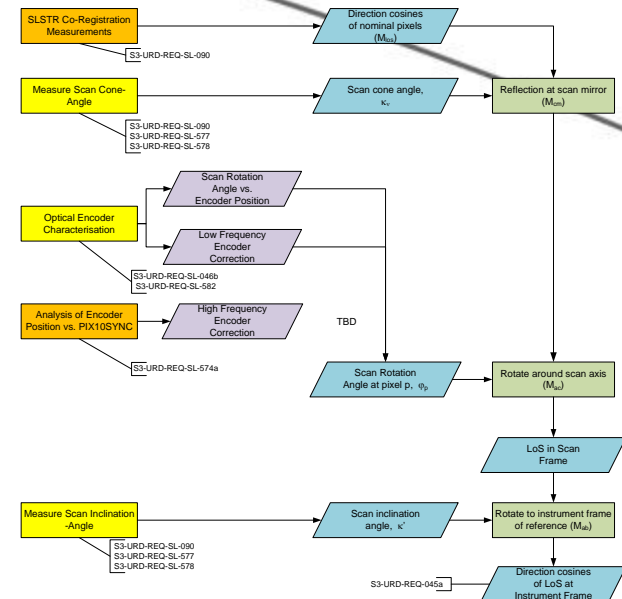 SLSTR Co-Registration
Measurements
S3-URD-REQ-SL-090
Direction cosines
of nominal pixels
(Mlos)
Measure Scan Cone-
Angle
S3-URD-REQ-SL-090
S3-URD-REQ-SL-577
S3-URD-REQ-SL-578
Scan cone angle,
κv
Reflection at scan mirror
(Mcm)
Scan Rotation
Angle vs.
Encoder Position
Optical Encoder
Characterisation
Low Frequency
Encoder
Correction
S3-URD-REQ-SL-046b
S3-URD-REQ-SL-582
Analysis of Encoder
Position vs. PIX10SYNC
High Frequency
Encoder
Correction
TBD
S3-URD-REQ-SL-574a
Scan Rotation
Angle at pixel p, φp
Rotate around scan axis
(Mac)
LoS in Scan
Frame
Measure Scan Inclination
-Angle
S3-URD-REQ-SL-090
S3-URD-REQ-SL-577
S3-URD-REQ-SL-578
Scan inclination
angle, κ'
Rotate to instrument frame
of reference (Mab)
S3-URD-REQ-045a
Direction cosines
of LoS at
Instrument Frame